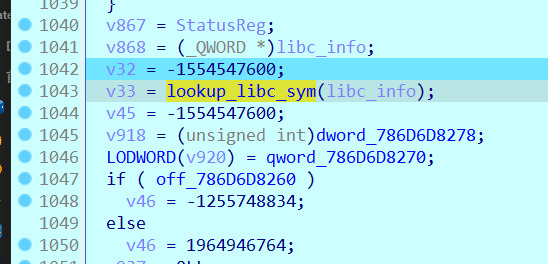 1039 }
1040 v867 = StatusReg;
1041 v868 = (_QWORD *)libc_info;
1042 v32 = -1554547600;
1043 v33 = lookup_libc_sym(libc_info);
1044 v45 = -1554547600;
1045 v918 = (unsigned int)dword_786D6D8278;
1046 LODWORD(v920) = qword_786D6D8270;
1047 if ( off_786D6D8260 )
1048 v46 = -1255748834;
1049 else
1050 v46 = 1964946764;